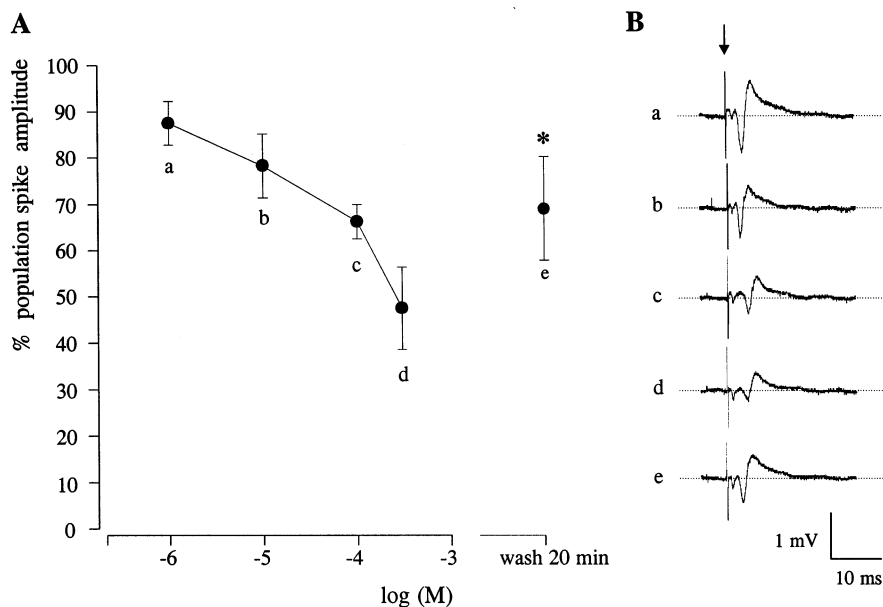 A
% population spike amplitude
100
90
80
70
60
50
40
30
20
10
0
a
b
c
d
*
e
-6
-5
-4
-3
wash 20 min
log (M)
B
a
b
c
d
e
1 mV
10 ms